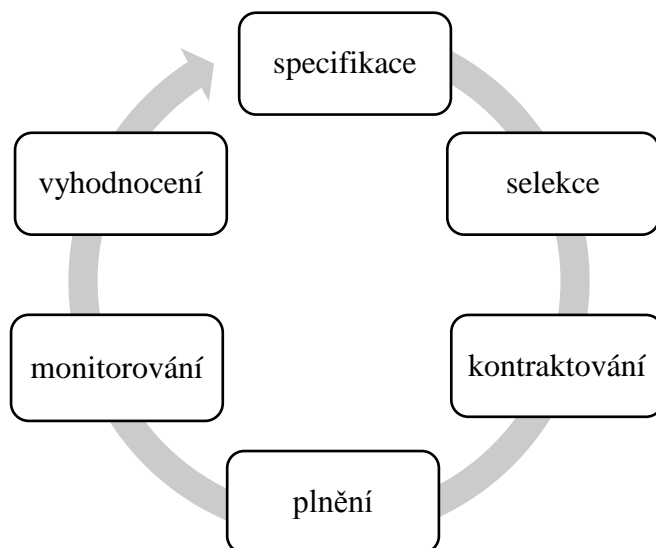 specifikace
selekce
kontraktování
plnění
monitorování
vyhodnocení